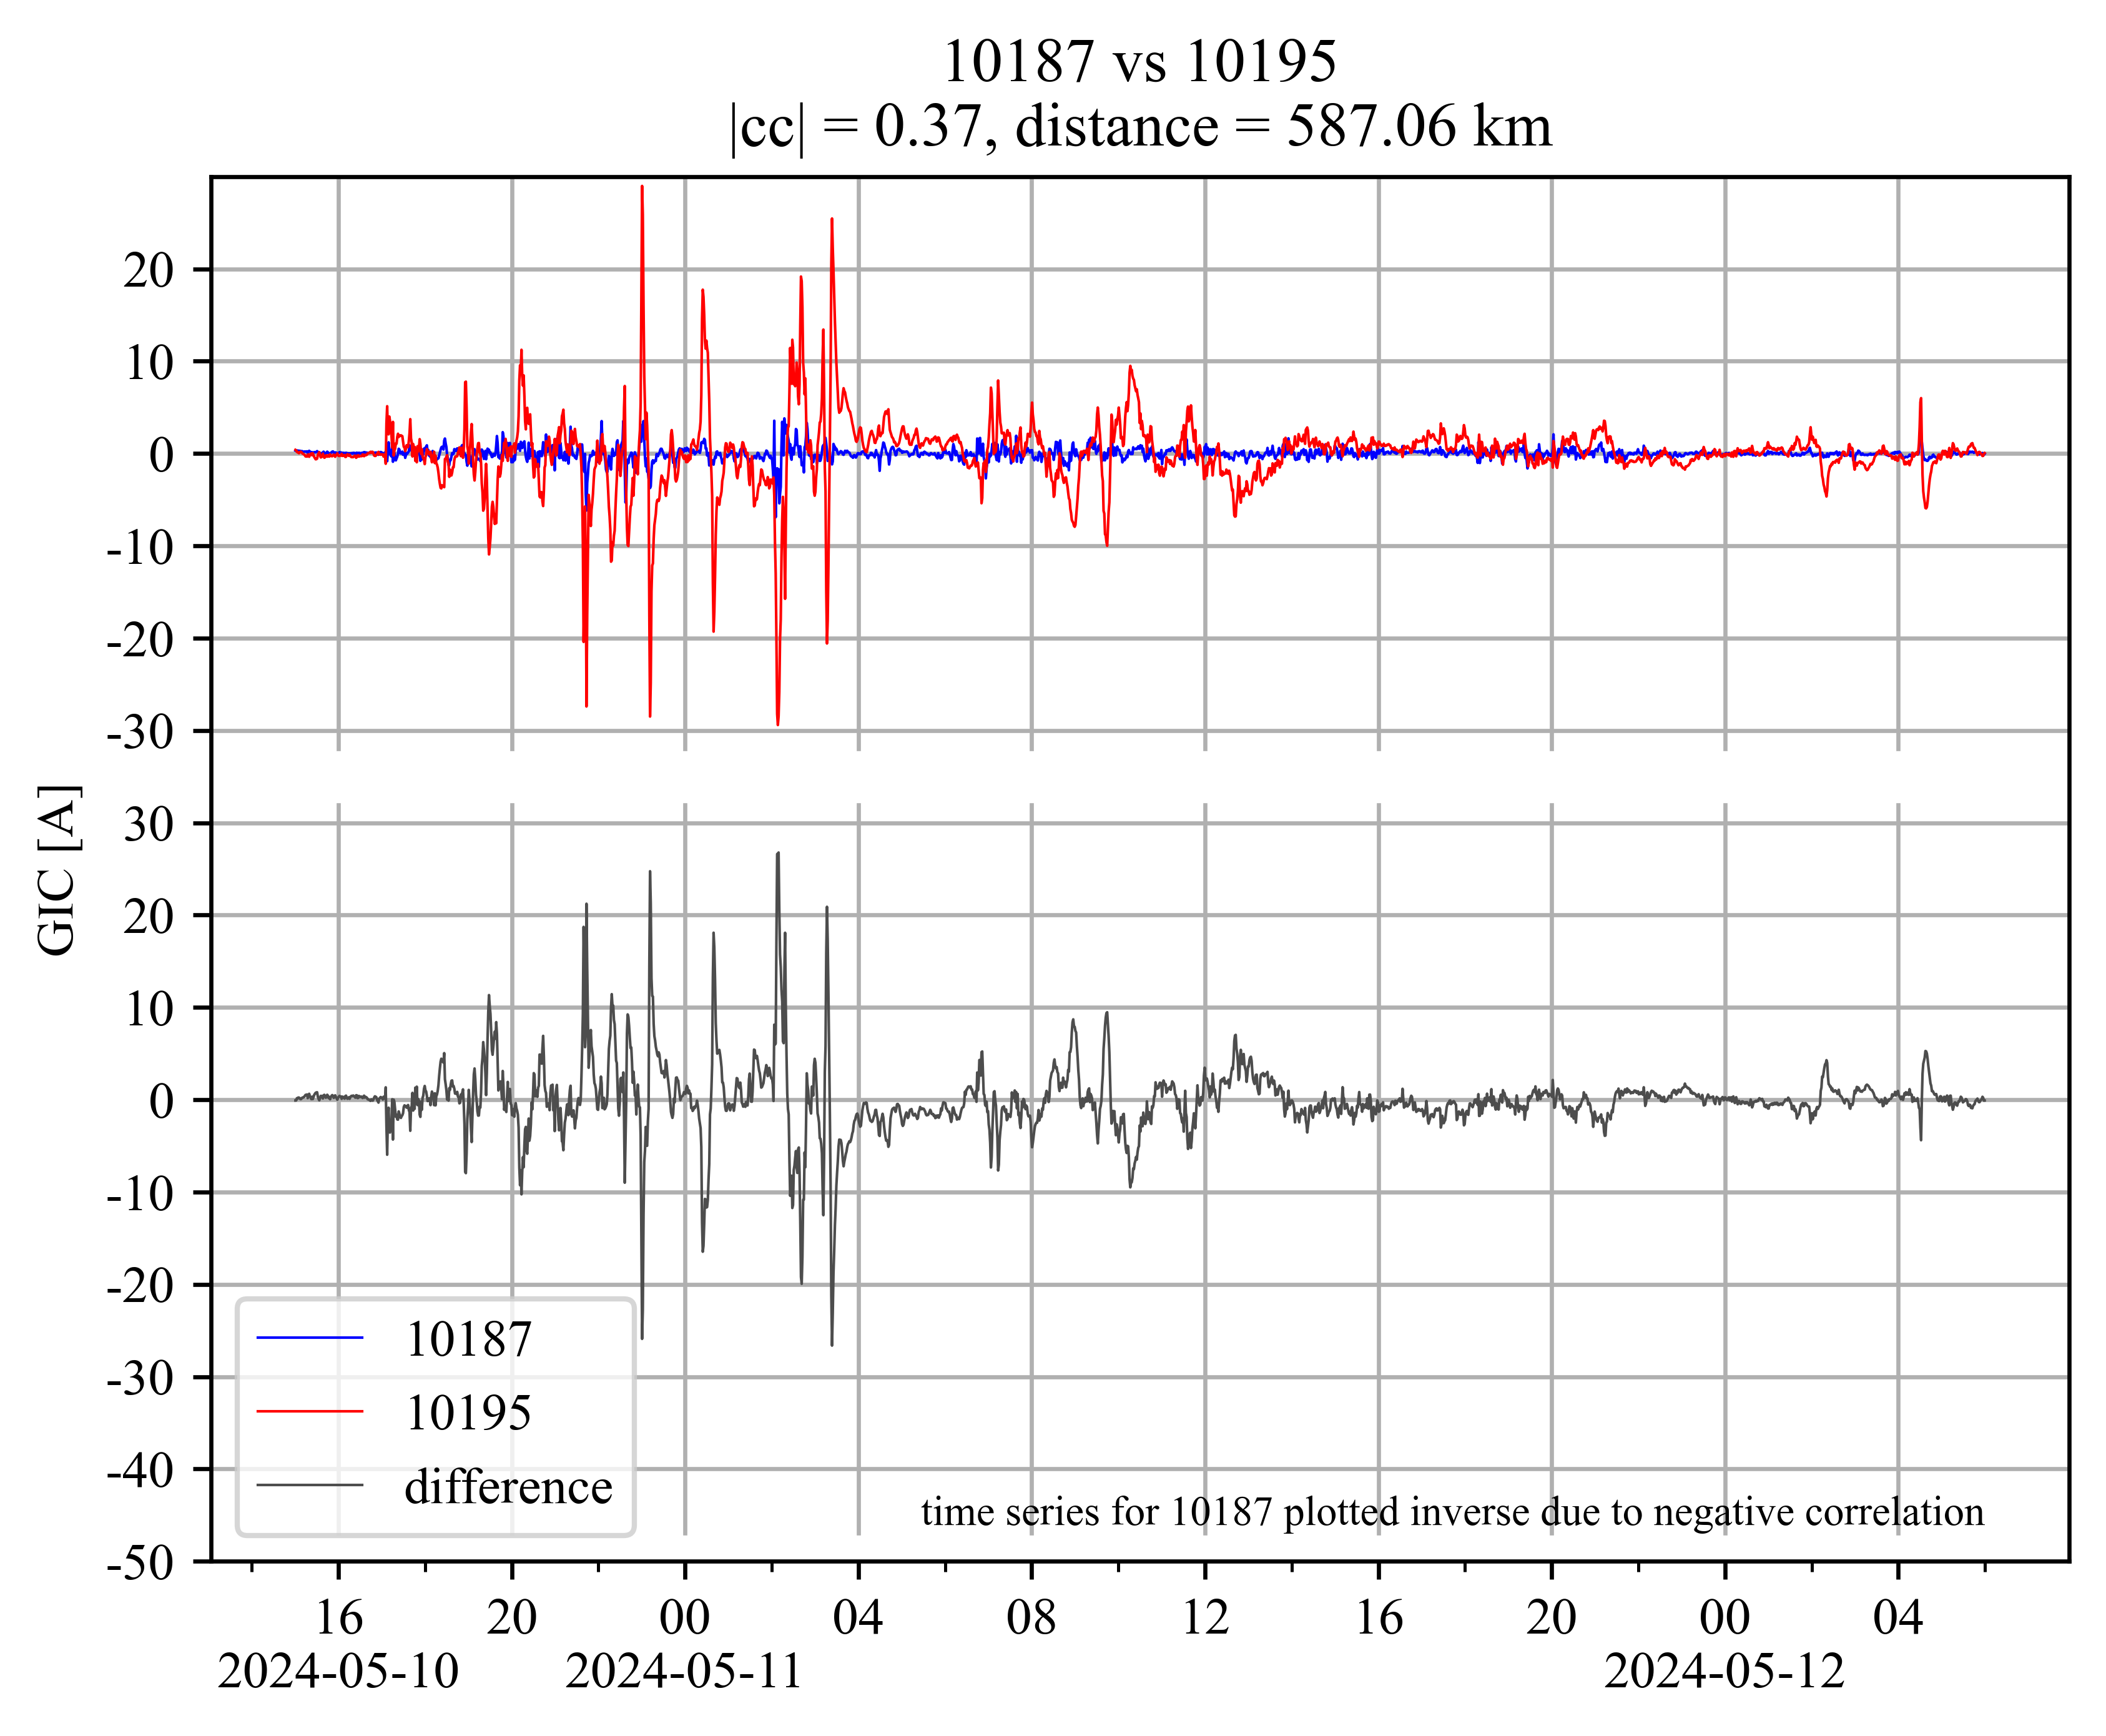 10187 vs 10195
|cc| = 0.37, distance = 587.06 km
GIC [A]
20
10
0
-10
-20
-30
30
20
10
0
-10
-20
-30
-40
-50
10187
10195
difference
time series for 10187 plotted inverse due to negative correlation
16 20 00 04 08 12 16 20 00 04
2024-05-10 2024-05-11 2024-05-12